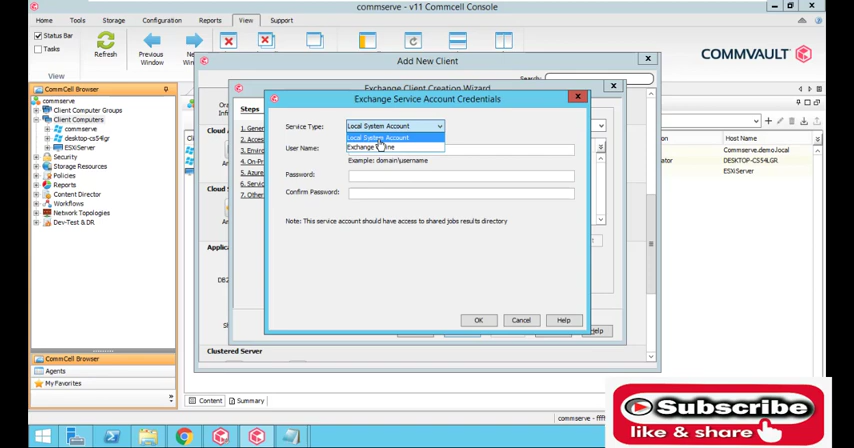 commserve - v11 Commcell Console
Home Tools Storage Configuration Reports View Support
Status Bar
Tasks
Refresh
Previous
Window
View
COMMVAULT
Add New Client
Search:
CommCell Browser
commserve
Client Computer Groups
Client Computers
commserve
desktop-cs54lgr
ESXiServer
Security
Storage Resources
Policies
Reports
Content Director
Workflows
Network Topologies
Dev-Test & DR
Exchange Client Creation Wizard
Steps
Exchange Service Account Credentials
Service Type: Local System Account
Local System Account
User Name:
Example: domain\username
Password:
Confirm Password:
Note: This service account should have access to shared jobs results directory
OK Cancel Help
Clustered Server
Host Name
Commserve.demo.local
DESKTOP-CS54LGR
ESXiServer
CommCell Browser
Agents
My Favorites
Content Summary
Subscribe
like & share